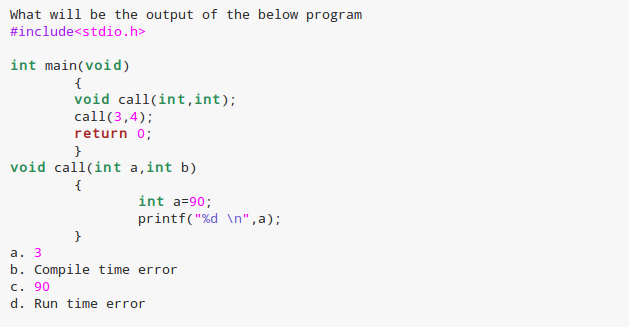 What will be the output of the below program
#include<stdio.h>
int main(void)
{
void call(int,int);
call(3,4);
return 0;
}
void call(int a,int b)
{
int a=90;
printf("%d \n",a);
}
a. 3
b. Compile time error
c. 90
d. Run time error